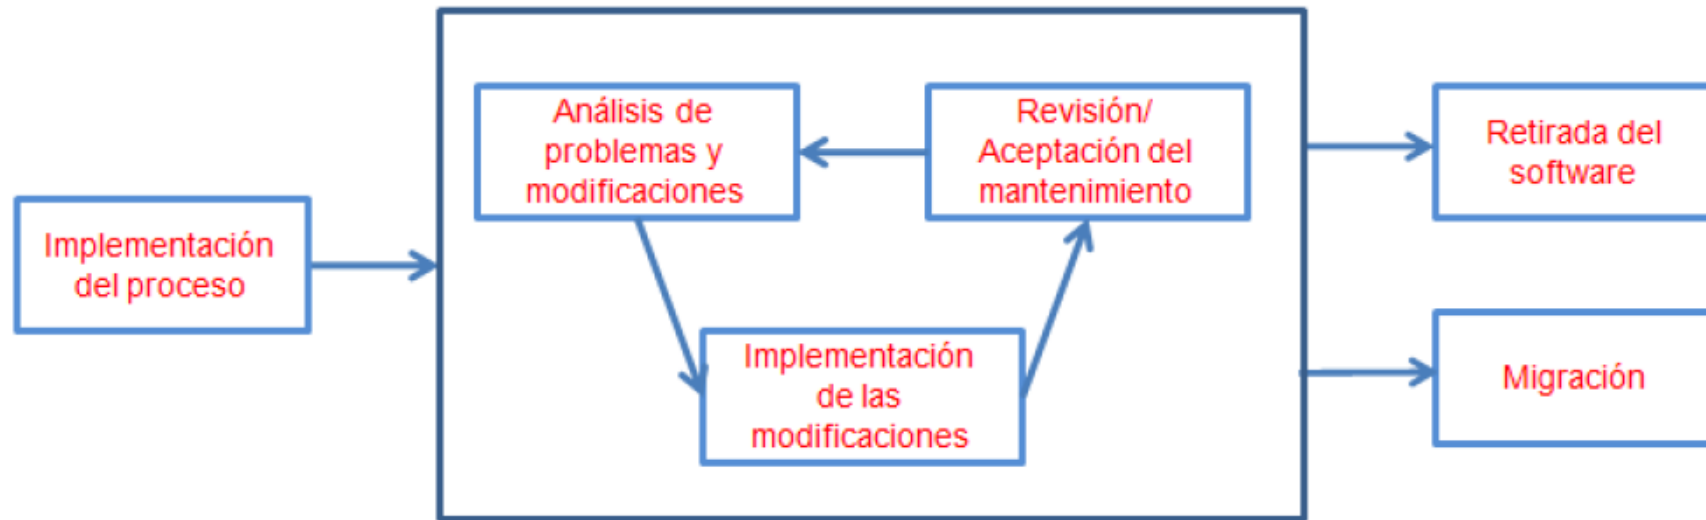 Implementación
del proceso
Análisis de
problemas y
modificaciones
Revisión/
Aceptación del
mantenimiento
Implementación
de las
modificaciones
Retirada del
software
Migración